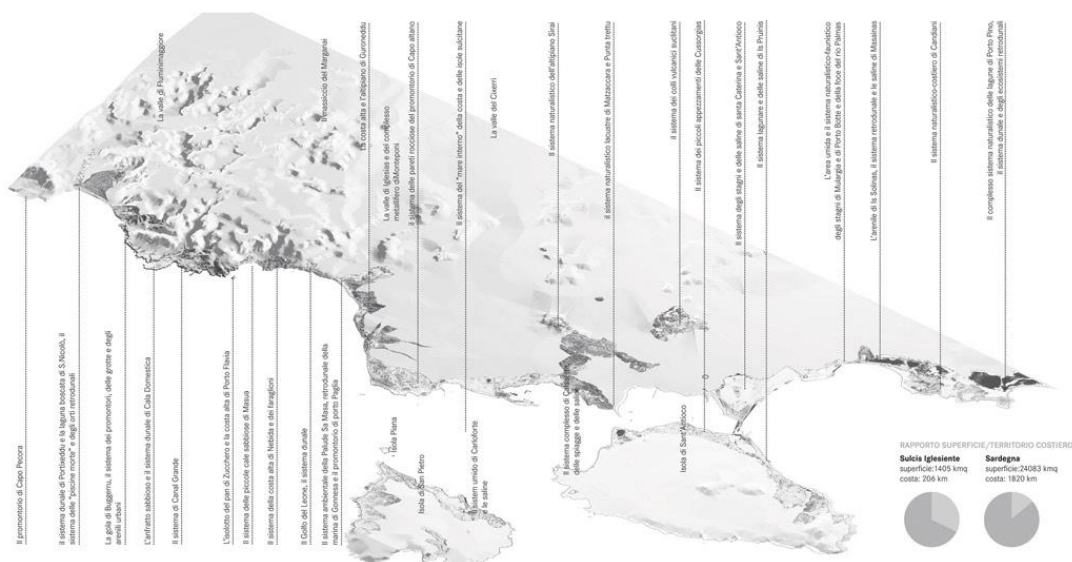 La valle di Fluminimaggiore
Il massiccio del Marganai
La costa alta e l'altipiano di Guroneddu
La valle di Iglesias e del complesso
metallifero diMonteponi
il sistema delle pareti rocciose del promontorio di Capo altano
Il sistema del "mare interno" della costa e delle isole sulcitane
La valle del Cixerri
Il sistema naturalistico dell'altipiano Sirai
il sistema naturalistico lacustre di Matzaccara e Punta trettu
il sistema dei colli vulcanici suclitani
Il sistema dei piccoli appezzamenti delle Cussorgias
Il sistema degli stagni e delle saline di santa Caterina e Sant'Antioco
Il sistema lagunare e delle saline di Is Pruinis
L'area umida e il sistema naturalistico-fauristico
degli stagni di Mulargia e di Porto Botte e della foce del rio Palmas
L'arenile di Is Solinas, il sistema retrodunale e le saline di Masainas
Il sistema naturalistico-costiero di Candiani
Il complesso sistema naturalistico delle lagune di Porto Pino,
il sistema dunale e degli ecosistemi retrodunali
Il promontorio di Capo Pecora
il sistema dunale di Portixeddu e la laguna boscata di S.Nicolò, il
sistema delle "piscine morte" e degli orti retrodunali
La gola di Buggerru, il sistema dei promontori, delle grotte e degli
arenili urbani
L'anfratto sabbioso e il sistema dunale di Cala Domestica
Il sistema di Canal Grande
L'isolotto del pan di Zucchero e la costa alta di Porto Flavia
Il sistema delle piccole cale sabbiose di Masua
Il sistema della costa alta di Nebida e dei faraglioni
Il Golfo del Leone, il sistema dunale
Il sistema ambientale della Palude Sa Masa, retrodunale della
marina di Gonnesa e il promontorio di porto Paglia
Isola Piana
Isola di San Pietro
Il sistem umido di Carloforte
e le saline
Il sistema complesso di
delle spiagge e delle saline
Isola di Sant'Antioco
RAPPORTO SUPERFICIE/TERRITORIO COSTIERO
Sulcis Iglesiente
superficie:1405 kmq
costa: 206 km
Sardegna
superficie:24083 kmq
costa: 1820 km